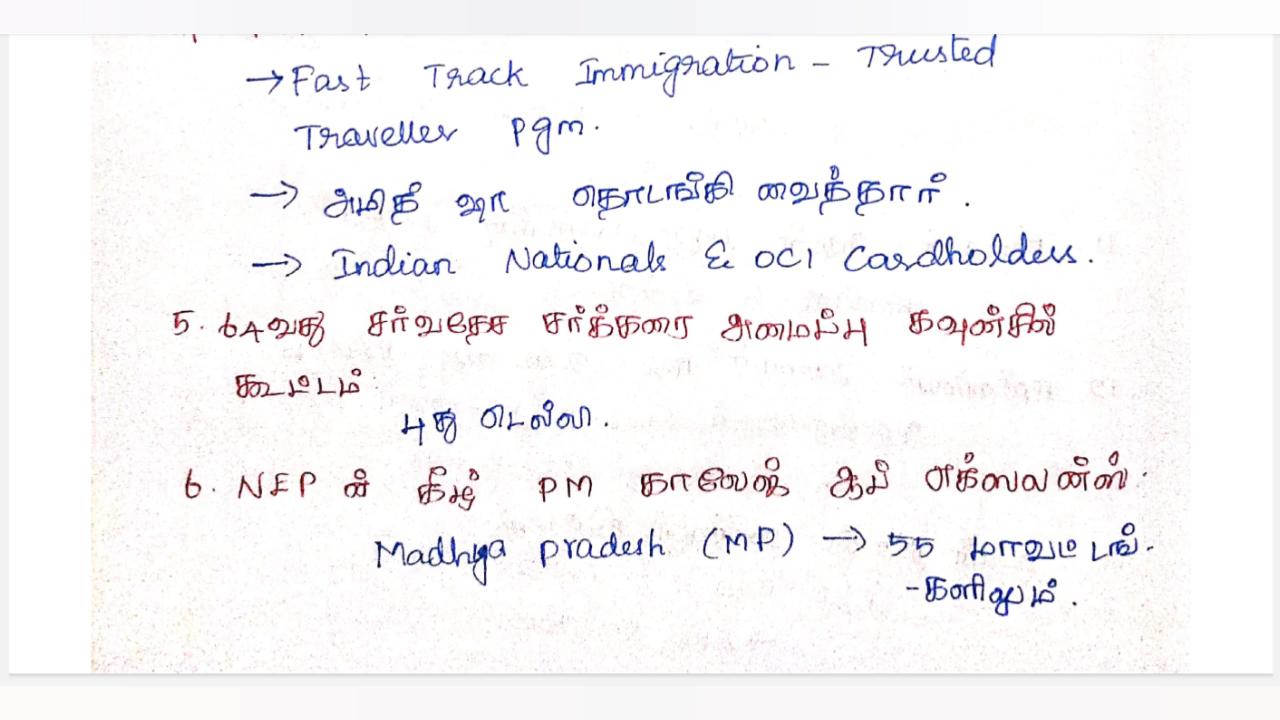 → Fast Track Immigration - Trusted
Traveller Pgm.
→ அமித் ஷா தொடங்கி வைத்தார்.
→ Indian Nationals & OCI Cardholders.
5. 64வது சர்வதேச சர்க்கரை அமைப்பு கவுன்சில்
கூட்டம்:
புது டெல்லி.
6. NEP ன் கீழ் PM காலேஜ் ஆப் எக்ஸலன்ஸ்.
Madhya Pradesh (MP) → 55 மாவட்டங்-
-களிலும்.